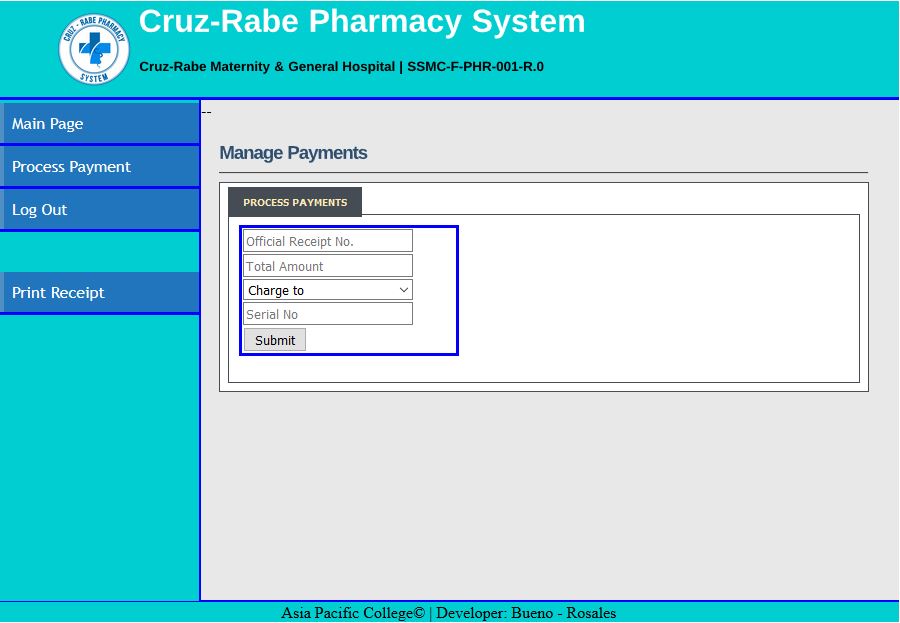 CRUZ - RABE PHARMACY
SYSTEM
Cruz-Rabe Pharmacy System
Cruz-Rabe Maternity & General Hospital | SSMC-F-PHR-001-R.0
Main Page
Process Payment
Log Out
Print Receipt
--
Manage Payments
PROCESS PAYMENTS
Official Receipt No.
Total Amount
Charge to
Serial No
Submit
Asia Pacific College© | Developer: Bueno - Rosales